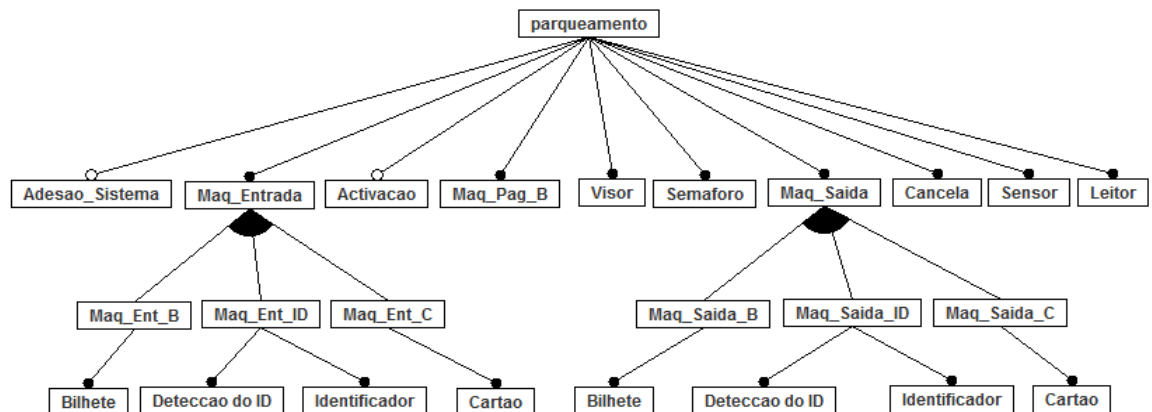 parqueamento
Adesao_Sistema
Maq_Entrada
Activacao
Maq_Pag_B
Visor
Semaforo
Maq_Saida
Cancela
Sensor
Leitor
Maq_Ent_B
Maq_Ent_ID
Maq_Ent_C
Maq_Saida_B
Maq_Saida_ID
Maq_Saida_C
Bilhete
Deteccao do ID
Identificador
Cartao
Bilhete
Deteccao do ID
Identificador
Cartao